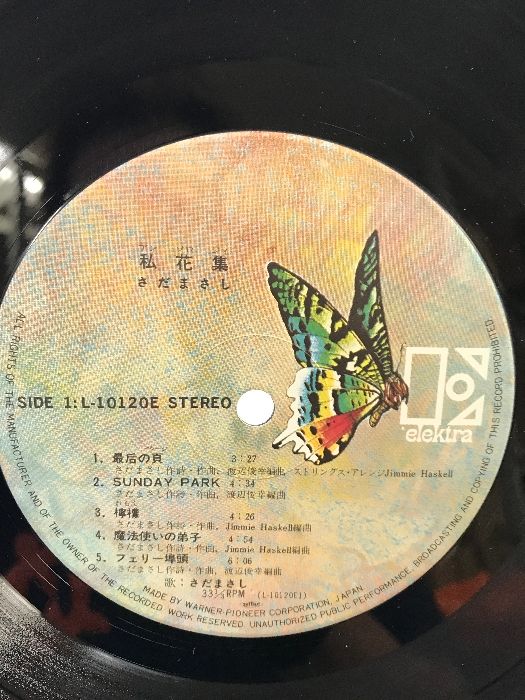 私花集
さだまさし
SIDE 1: L-10120E STEREO
elektra
1. 最后の頁 3:27
さだまさし作詩・作曲、渡辺俊幸編曲、ストリングス・アレンジJimmie Haskell
2. SUNDAY PARK 4:34
さだまさし作詩・作曲、渡辺俊幸編曲
3. 檸檬 4:26
さだまさし作詩・作曲、Jimmie Haskell編曲
4. 魔法使いの弟子 4:54
さだまさし作詩・作曲、Jimmie Haskell編曲
5. フェリー埠頭 6:06
さだまさし作詩・作曲、渡辺俊幸編曲
歌:さだまさし
33⅓RPM (L-10120E1)
MADE BY WARNER-PIONEER CORPORATION, JAPAN
ALL RIGHTS OF THE MANUFACTURER AND OF THE OWNER OF THE RECORDED WORK RESERVED. UNAUTHORIZED PUBLIC PERFORMANCE, BROADCASTING AND COPYING OF THIS RECORD PROHIBITED.